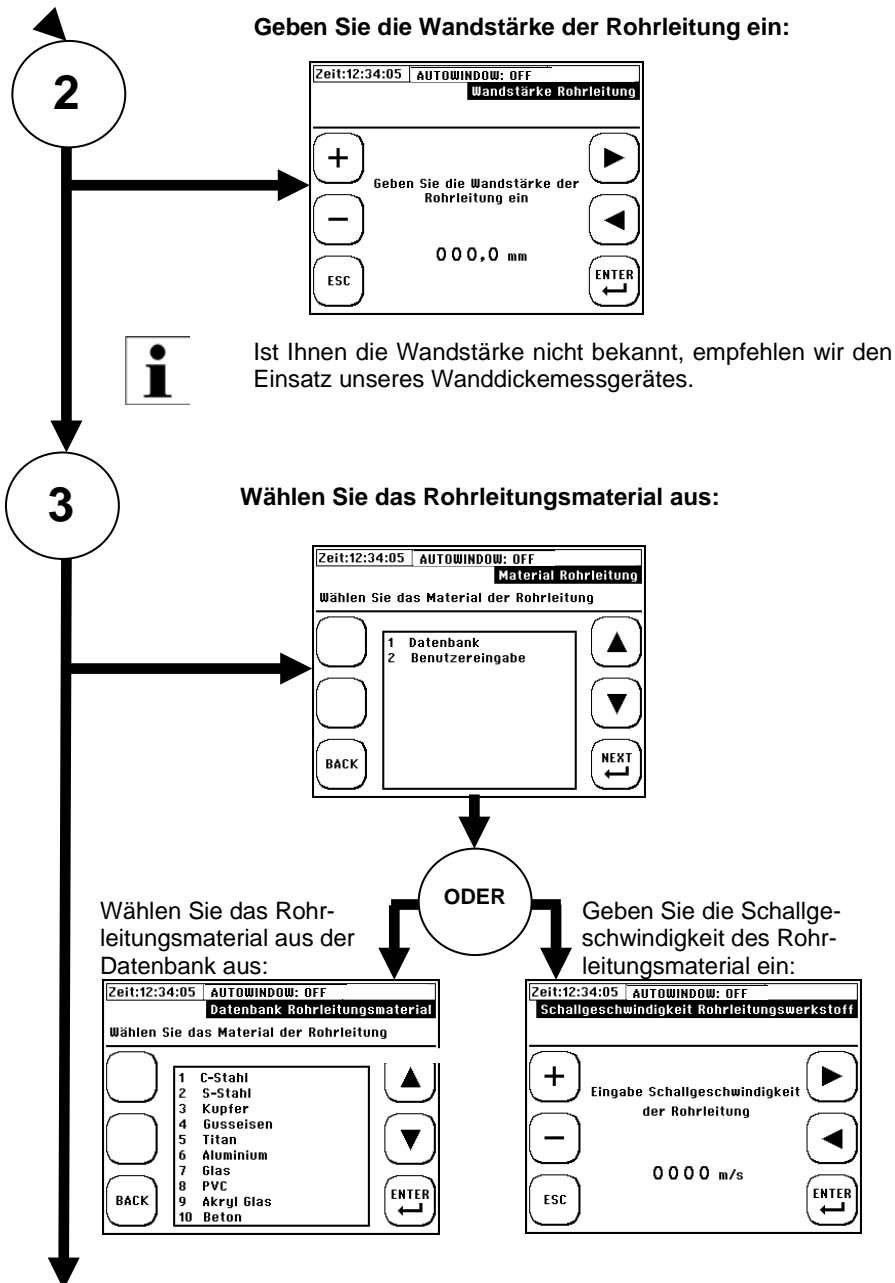 Geben Sie die Wandstärke der Rohrleitung ein:
2
Zeit:12:34:05 AUTOWINDOW: OFF
Wandstärke Rohrleitung
+
Geben Sie die Wandstärke der
Rohrleitung ein
−
000,0 mm
ESC
ENTER
i
Ist Ihnen die Wandstärke nicht bekannt, empfehlen wir den
Einsatz unseres Wanddickemessgerätes.
3
Wählen Sie das Rohrleitungsmaterial aus:
Zeit:12:34:05 AUTOWINDOW: OFF
Material Rohrleitung
Wählen Sie das Material der Rohrleitung
1 Datenbank
2 Benutzereingabe
BACK
NEXT
ODER
Wählen Sie das Rohr-
leitungsmaterial aus der
Datenbank aus:
Zeit:12:34:05 AUTOWINDOW: OFF
Datenbank Rohrleitungsmaterial
Wählen Sie das Material der Rohrleitung
1 C-Stahl
2 S-Stahl
3 Kupfer
4 Gusseisen
5 Titan
6 Aluminium
7 Glas
8 PVC
9 Akryl Glas
10 Beton
BACK
ENTER
Geben Sie die Schallge-
schwindigkeit des Rohr-
leitungsmaterial ein:
Zeit:12:34:05 AUTOWINDOW: OFF
Schallgeschwindigkeit Rohrleitungswerkstoff
+
Eingabe Schallgeschwindigkeit
der Rohrleitung
−
0000 m/s
ESC
ENTER